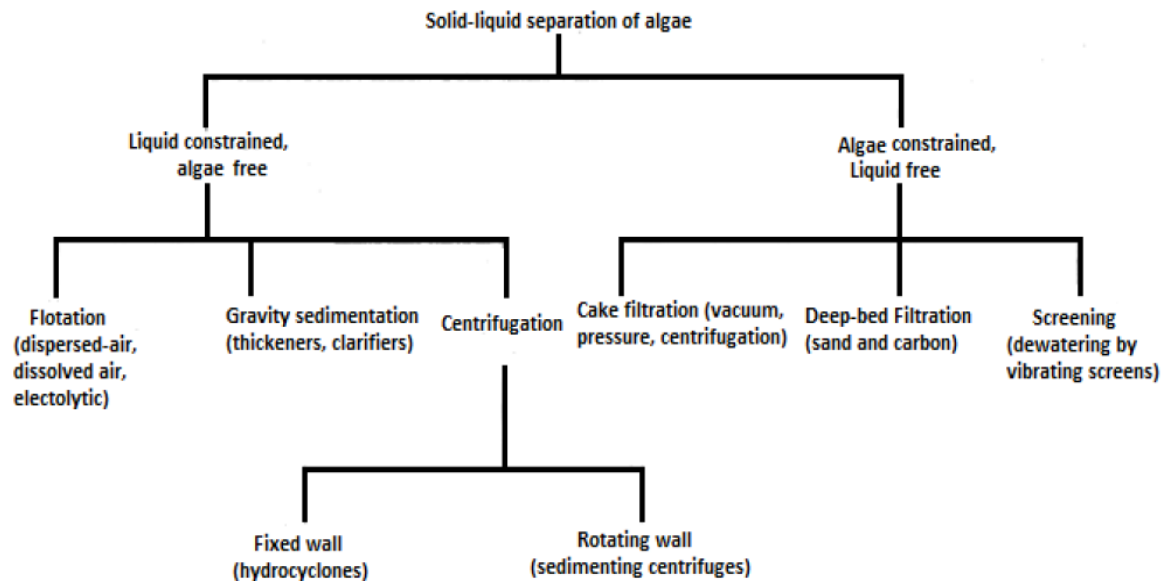 Solid-liquid separation of algae
Liquid constrained,
algae free
Algae constrained,
Liquid free
Flotation
(dispersed-air,
dissolved air,
electolytic)
Gravity sedimentation
(thickeners, clarifiers)
Centrifugation
Cake filtration (vacuum,
pressure, centrifugation)
Deep-bed Filtration
(sand and carbon)
Screening
(dewatering by
vibrating screens)
Fixed wall
(hydrocyclones)
Rotating wall
(sedimenting centrifuges)